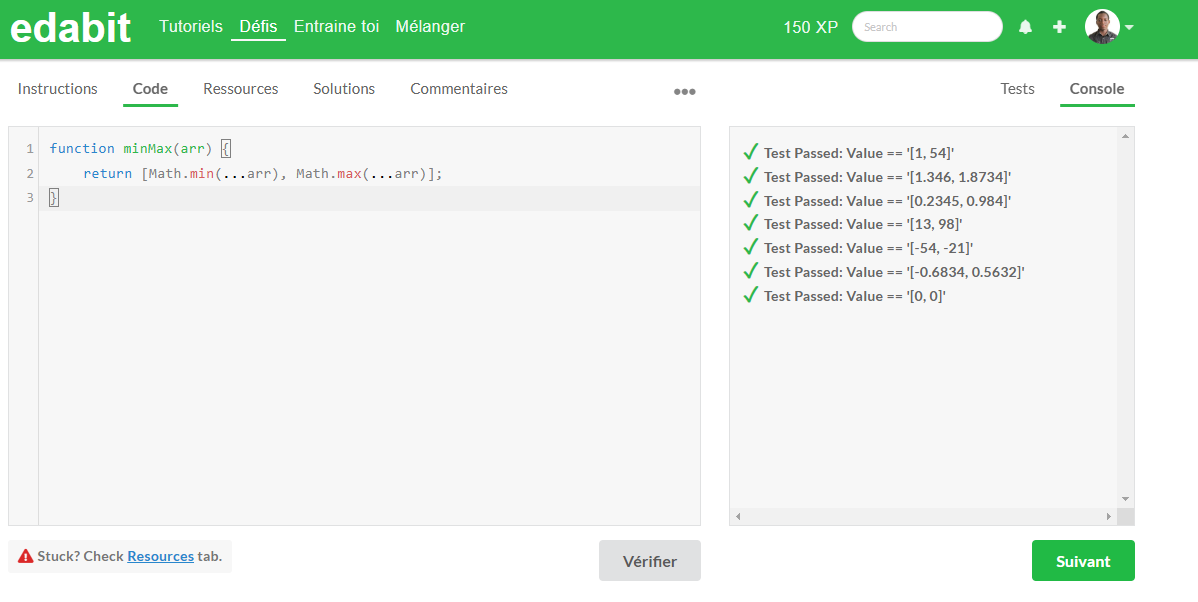 edabit Tutoriels Défis Entraine toi Mélanger 150 XP Search
Instructions Code Ressources Solutions Commentaires ••• Tests Console
1 function minMax(arr) {
2 return [Math.min(...arr), Math.max(...arr)];
3 }
✓ Test Passed: Value == '[1, 54]'
✓ Test Passed: Value == '[1.346, 1.8734]'
✓ Test Passed: Value == '[0.2345, 0.984]'
✓ Test Passed: Value == '[13, 98]'
✓ Test Passed: Value == '[-54, -21]'
✓ Test Passed: Value == '[-0.6834, 0.5632]'
✓ Test Passed: Value == '[0, 0]'
Stuck? Check Resources tab.
Vérifier
Suivant